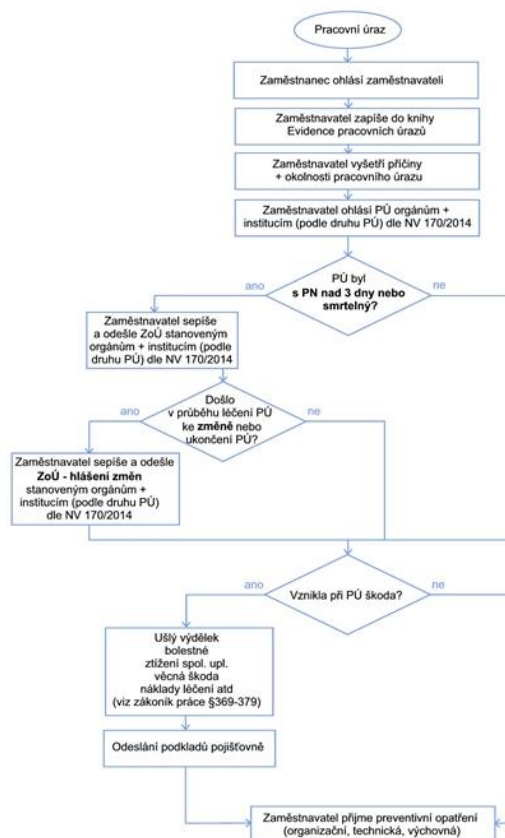 Pracovní úraz
Zaměstnanec ohlásí zaměstnavateli
Zaměstnavatel zapíše do knihy
Evidence pracovních úrazů
Zaměstnavatel vyšetří příčiny
+ okolnosti pracovního úrazu
Zaměstnavatel ohlásí PÚ orgánům +
institucím (podle druhu PÚ) dle NV 170/2014
ano
PÚ byl
s PN nad 3 dny nebo
smrtelný?
ne
Zaměstnavatel sepíše
a odešle ZoÚ stanoveným
orgánům + institucím (podle
druhu PÚ) dle NV 170/2014
ano
Došlo
v průběhu léčení PÚ
ke změně nebo
ukončení PÚ?
ne
Zaměstnavatel sepíše a odešle
ZoÚ - hlášení změn
stanoveným orgánům +
institucím (podle druhu PÚ)
dle NV 170/2014
ano
Vznikla při PÚ škoda?
ne
Ušlý výdělek
bolestné
ztížení spol. upl.
věcná škoda
náklady léčení atd
(viz zákoník práce §369-379)
Odeslání podkladů pojišťovně
Zaměstnavatel přijme preventivní opatření
(organizační, technická, výchovná)